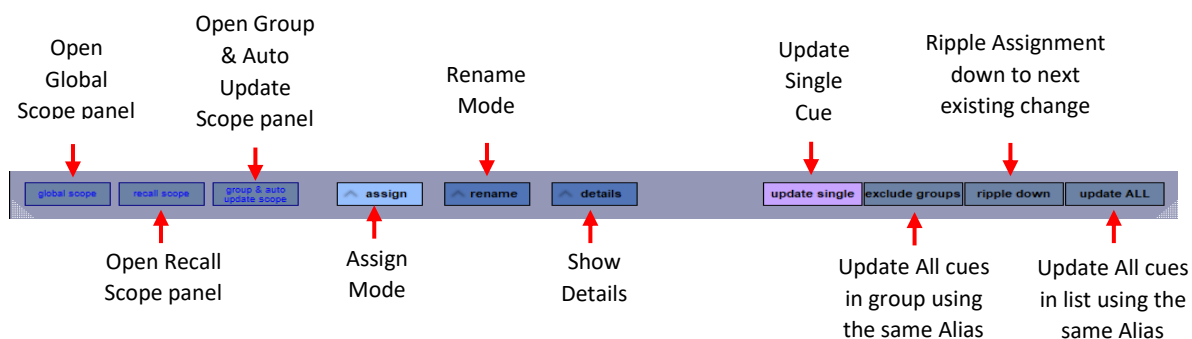 Open
Global
Scope panel
Open Group
& Auto
Update
Scope panel
Rename
Mode
Update
Single
Cue
Ripple Assignment
down to next
existing change
global scope
recall scope
group & auto
update scope
assign
rename
details
update single
exclude groups
ripple down
update ALL
Open Recall
Scope panel
Assign
Mode
Show
Details
Update All cues
in group using
the same Alias
Update All cues
in list using the
same Alias